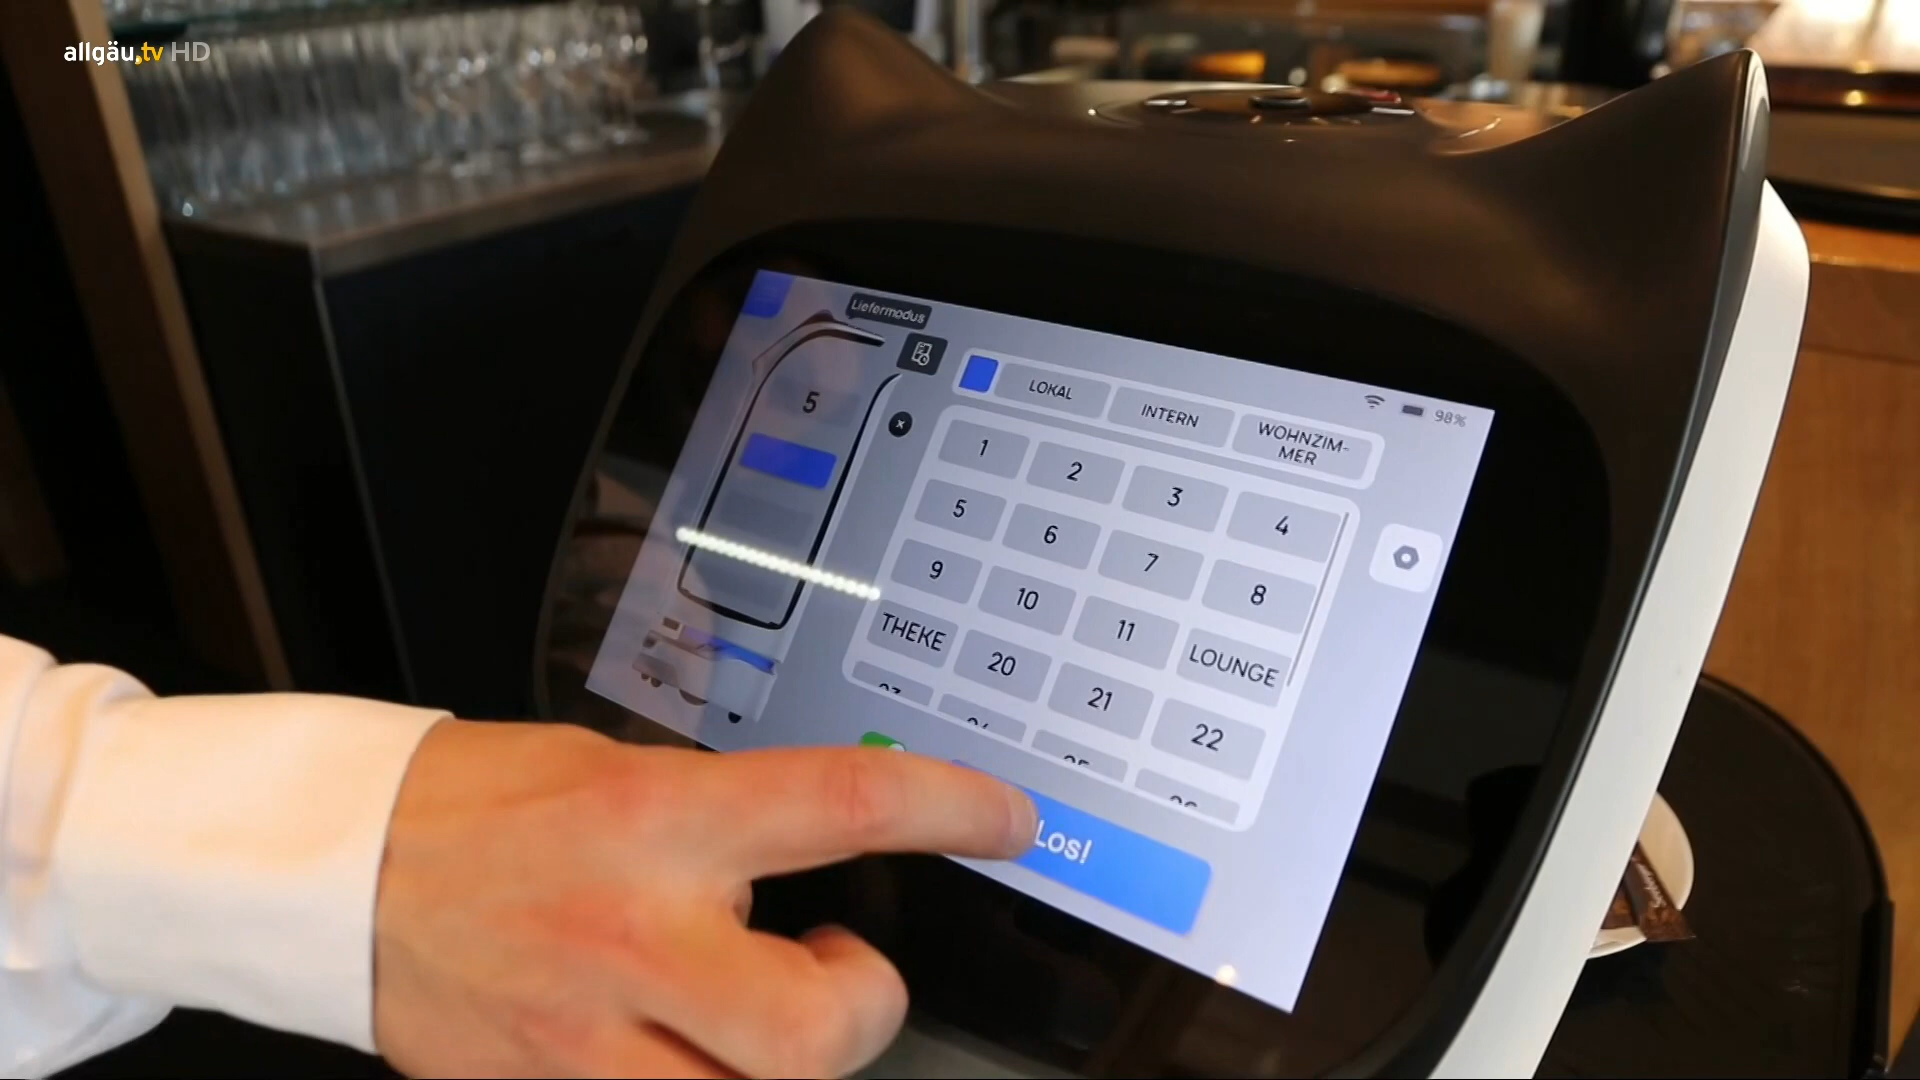 allgäu.tv HD
Liefermodus
98%
LOKAL
INTERN
WOHNZIM-
MER
5
1 2 3 4
5 6 7 8
9 10 11 LOUNGE
THEKE 20 21 22
Los!